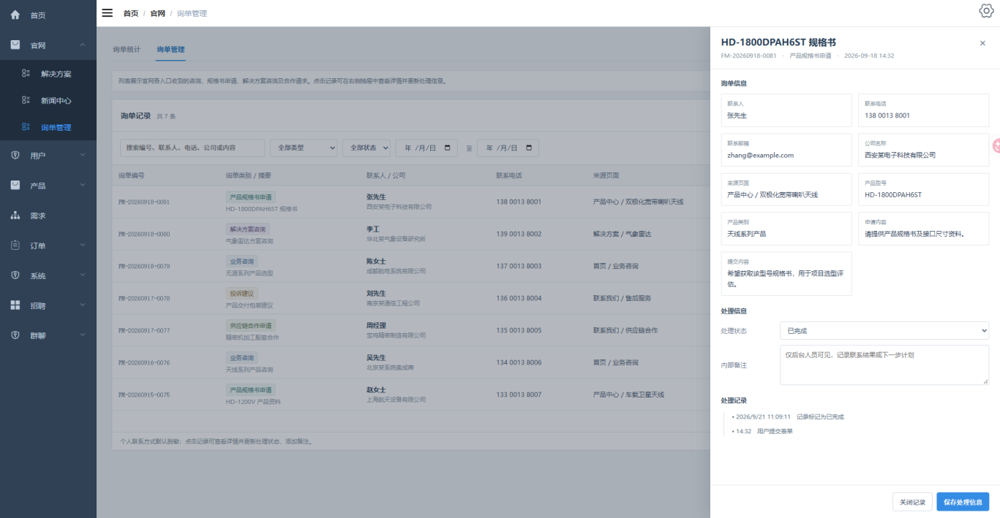 首页
官网
解决方案
新闻中心
询单管理
用户
产品
需求
订单
系统
招聘
群聊
首页 / 官网 / 询单管理
询单统计 询单管理
列表展示官网各入口收到的咨询、规格书申请、解决方案咨询及合作请求。点击记录可在右侧抽屉中查看详情并更新处理信息。
询单记录 共 7 条
搜索编号、联系人、电话、公司或内容 全部类型 全部状态 年 /月/日 至 年 /月/日
询单编号 询单类别 / 摘要 联系人 / 公司 联系电话 来源页面
FM-20260918-0081 产品规格书申请 张先生 138 0013 8001 产品中心 / 双极化宽带喇叭天线
HD-1800DPAH6ST 规格书 西安某电子科技有限公司
FM-20260918-0080 解决方案咨询 李工 139 0013 8002 解决方案 / 气象雷达
气象雷达方案咨询 华北某气象设备研究所
FM-20260918-0079 业务咨询 陈女士 137 0013 8003 首页 / 业务咨询
无源系列产品选型 成都航电系统有限公司
FM-20260917-0078 投诉建议 刘先生 136 0013 8004 联系我们 / 售后服务
产品交付包装建议 南京某通信工程公司
FM-20260917-0077 供应链合作申请 周经理 135 0013 8005 联系我们 / 供应链合作
精密机加工配套合作 宝鸡精密制造有限公司
FM-20260916-0076 业务咨询 吴先生 134 0013 8006 首页 / 业务咨询
天线系列产品咨询 北京某系统集成商
FM-20260915-0075 产品规格书申请 赵女士 133 0013 8007 产品中心 / 车载卫星天线
HD-1200V 产品资料 上海航天设备有限公司
个人联系方式默认脱敏；点击记录可查看详情并更新处理状态、添加备注。
HD-1800DPAH6ST 规格书 ×
FM-20260918-0081 · 产品规格书申请 · 2026-09-18 14:32
询单信息
联系人 联系电话
张先生 138 0013 8001
联系邮箱 公司名称
zhang@example.com 西安某电子科技有限公司
来源页面 产品型号
产品中心 / 双极化宽带喇叭天线 HD-1800DPAH6ST
产品类别 申请内容
天线系列产品 请提供产品规格书及接口尺寸资料。
提交内容
希望获取该型号规格书，用于项目选型评
估。
处理信息
处理状态 已完成
内部备注 仅后台人员可见，记录联系结果或下一步计划
处理记录
• 2026/9/21 11:09:11 记录标记为已完成
• 14:32 用户提交表单
关闭记录 保存处理信息